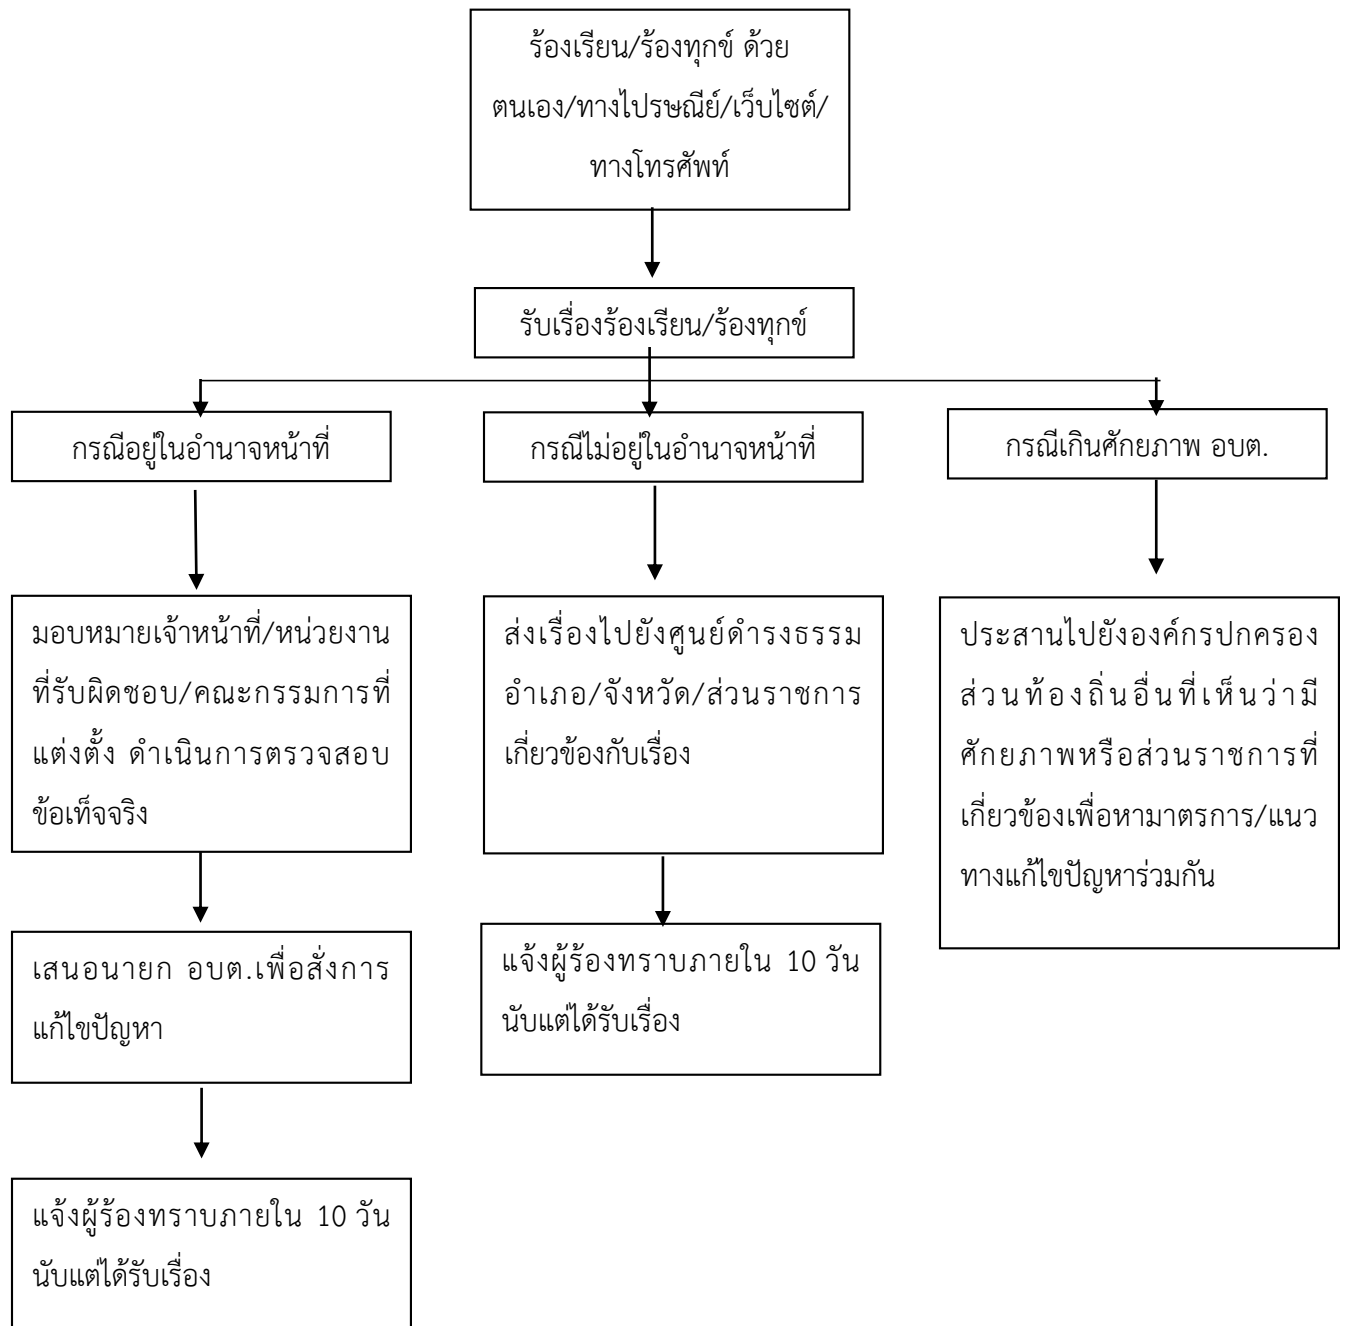 ร้องเรียน/ร้องทุกข์ ด้วย
ตนเอง/ทางไปรษณีย์/เว็บไซต์/
ทางโทรศัพท์
รับเรื่องร้องเรียน/ร้องทุกข์
กรณีอยู่ในอำนาจหน้าที่
กรณีไม่อยู่ในอำนาจหน้าที่
กรณีเกินศักยภาพ อบต.
มอบหมายเจ้าหน้าที่/หน่วยงาน
ที่รับผิดชอบ/คณะกรรมการที่
แต่งตั้ง ดำเนินการตรวจสอบ
ข้อเท็จจริง
ส่งเรื่องไปยังศูนย์ดำรงธรรม
อำเภอ/จังหวัด/ส่วนราชการ
เกี่ยวข้องกับเรื่อง
ประสานไปยังองค์กรปกครอง
ส่วนท้องถิ่นอื่นที่เห็นว่ามี
ศักยภาพหรือส่วนราชการที่
เกี่ยวข้องเพื่อหามาตรการ/แนว
ทางแก้ไขปัญหาร่วมกัน
เสนอนายก อบต.เพื่อสั่งการ
แก้ไขปัญหา
แจ้งผู้ร้องทราบภายใน 10 วัน
นับแต่ได้รับเรื่อง
แจ้งผู้ร้องทราบภายใน 10 วัน
นับแต่ได้รับเรื่อง